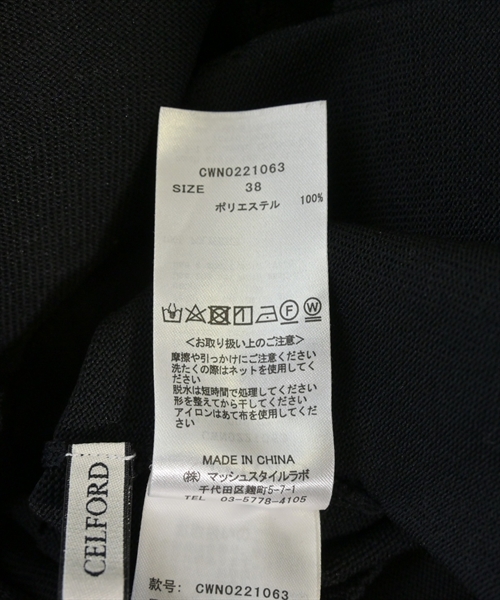 CWN0221063
SIZE 38
ポリエステル 100%
<お取り扱い上のご注意>
摩擦や引っかけにご注意ください
洗たくの際はネットを使用してく
ださい
脱水は短時間で処理してください
形を整えてから干してください
アイロンはあて布を使用してくだ
さい
MADE IN CHINA
(株) マッシュスタイルラボ
千代田区麹町5-7-1
TEL 03-5778-4105
CELFORD
款号: CWN0221063